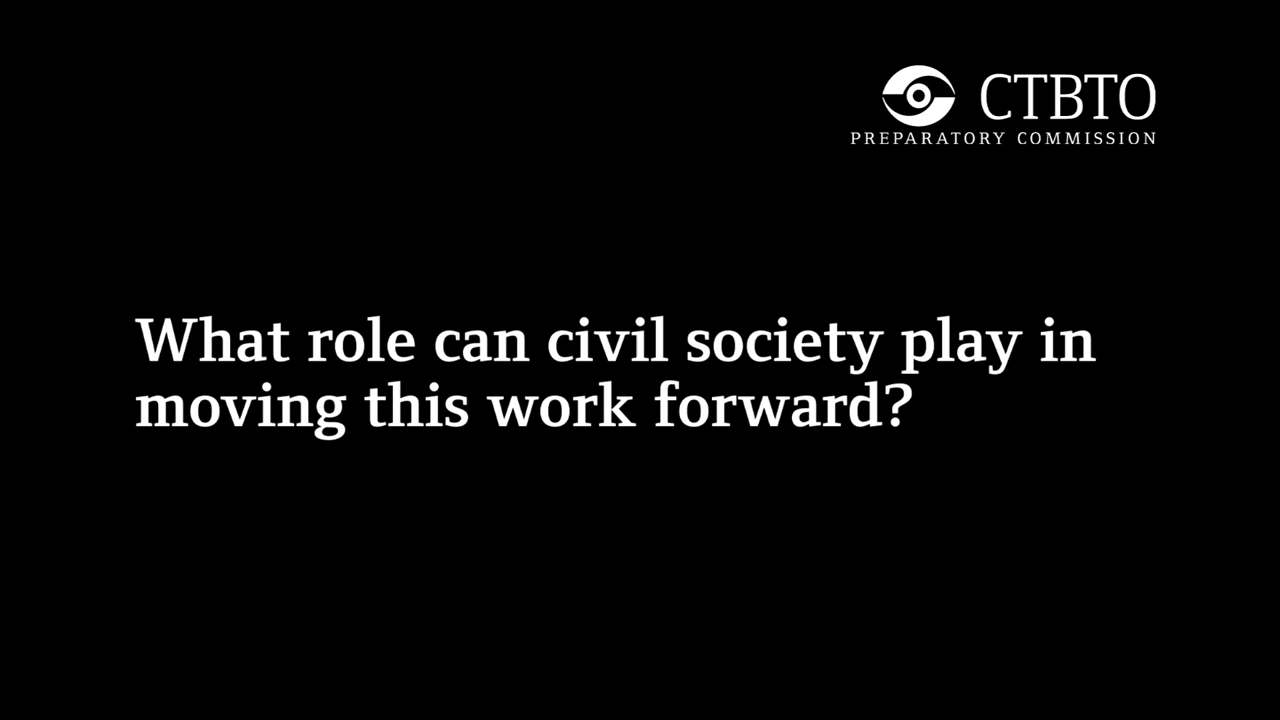 CTBTO
PREPARATORY COMMISSION
What role can civil society play in
moving this work forward?